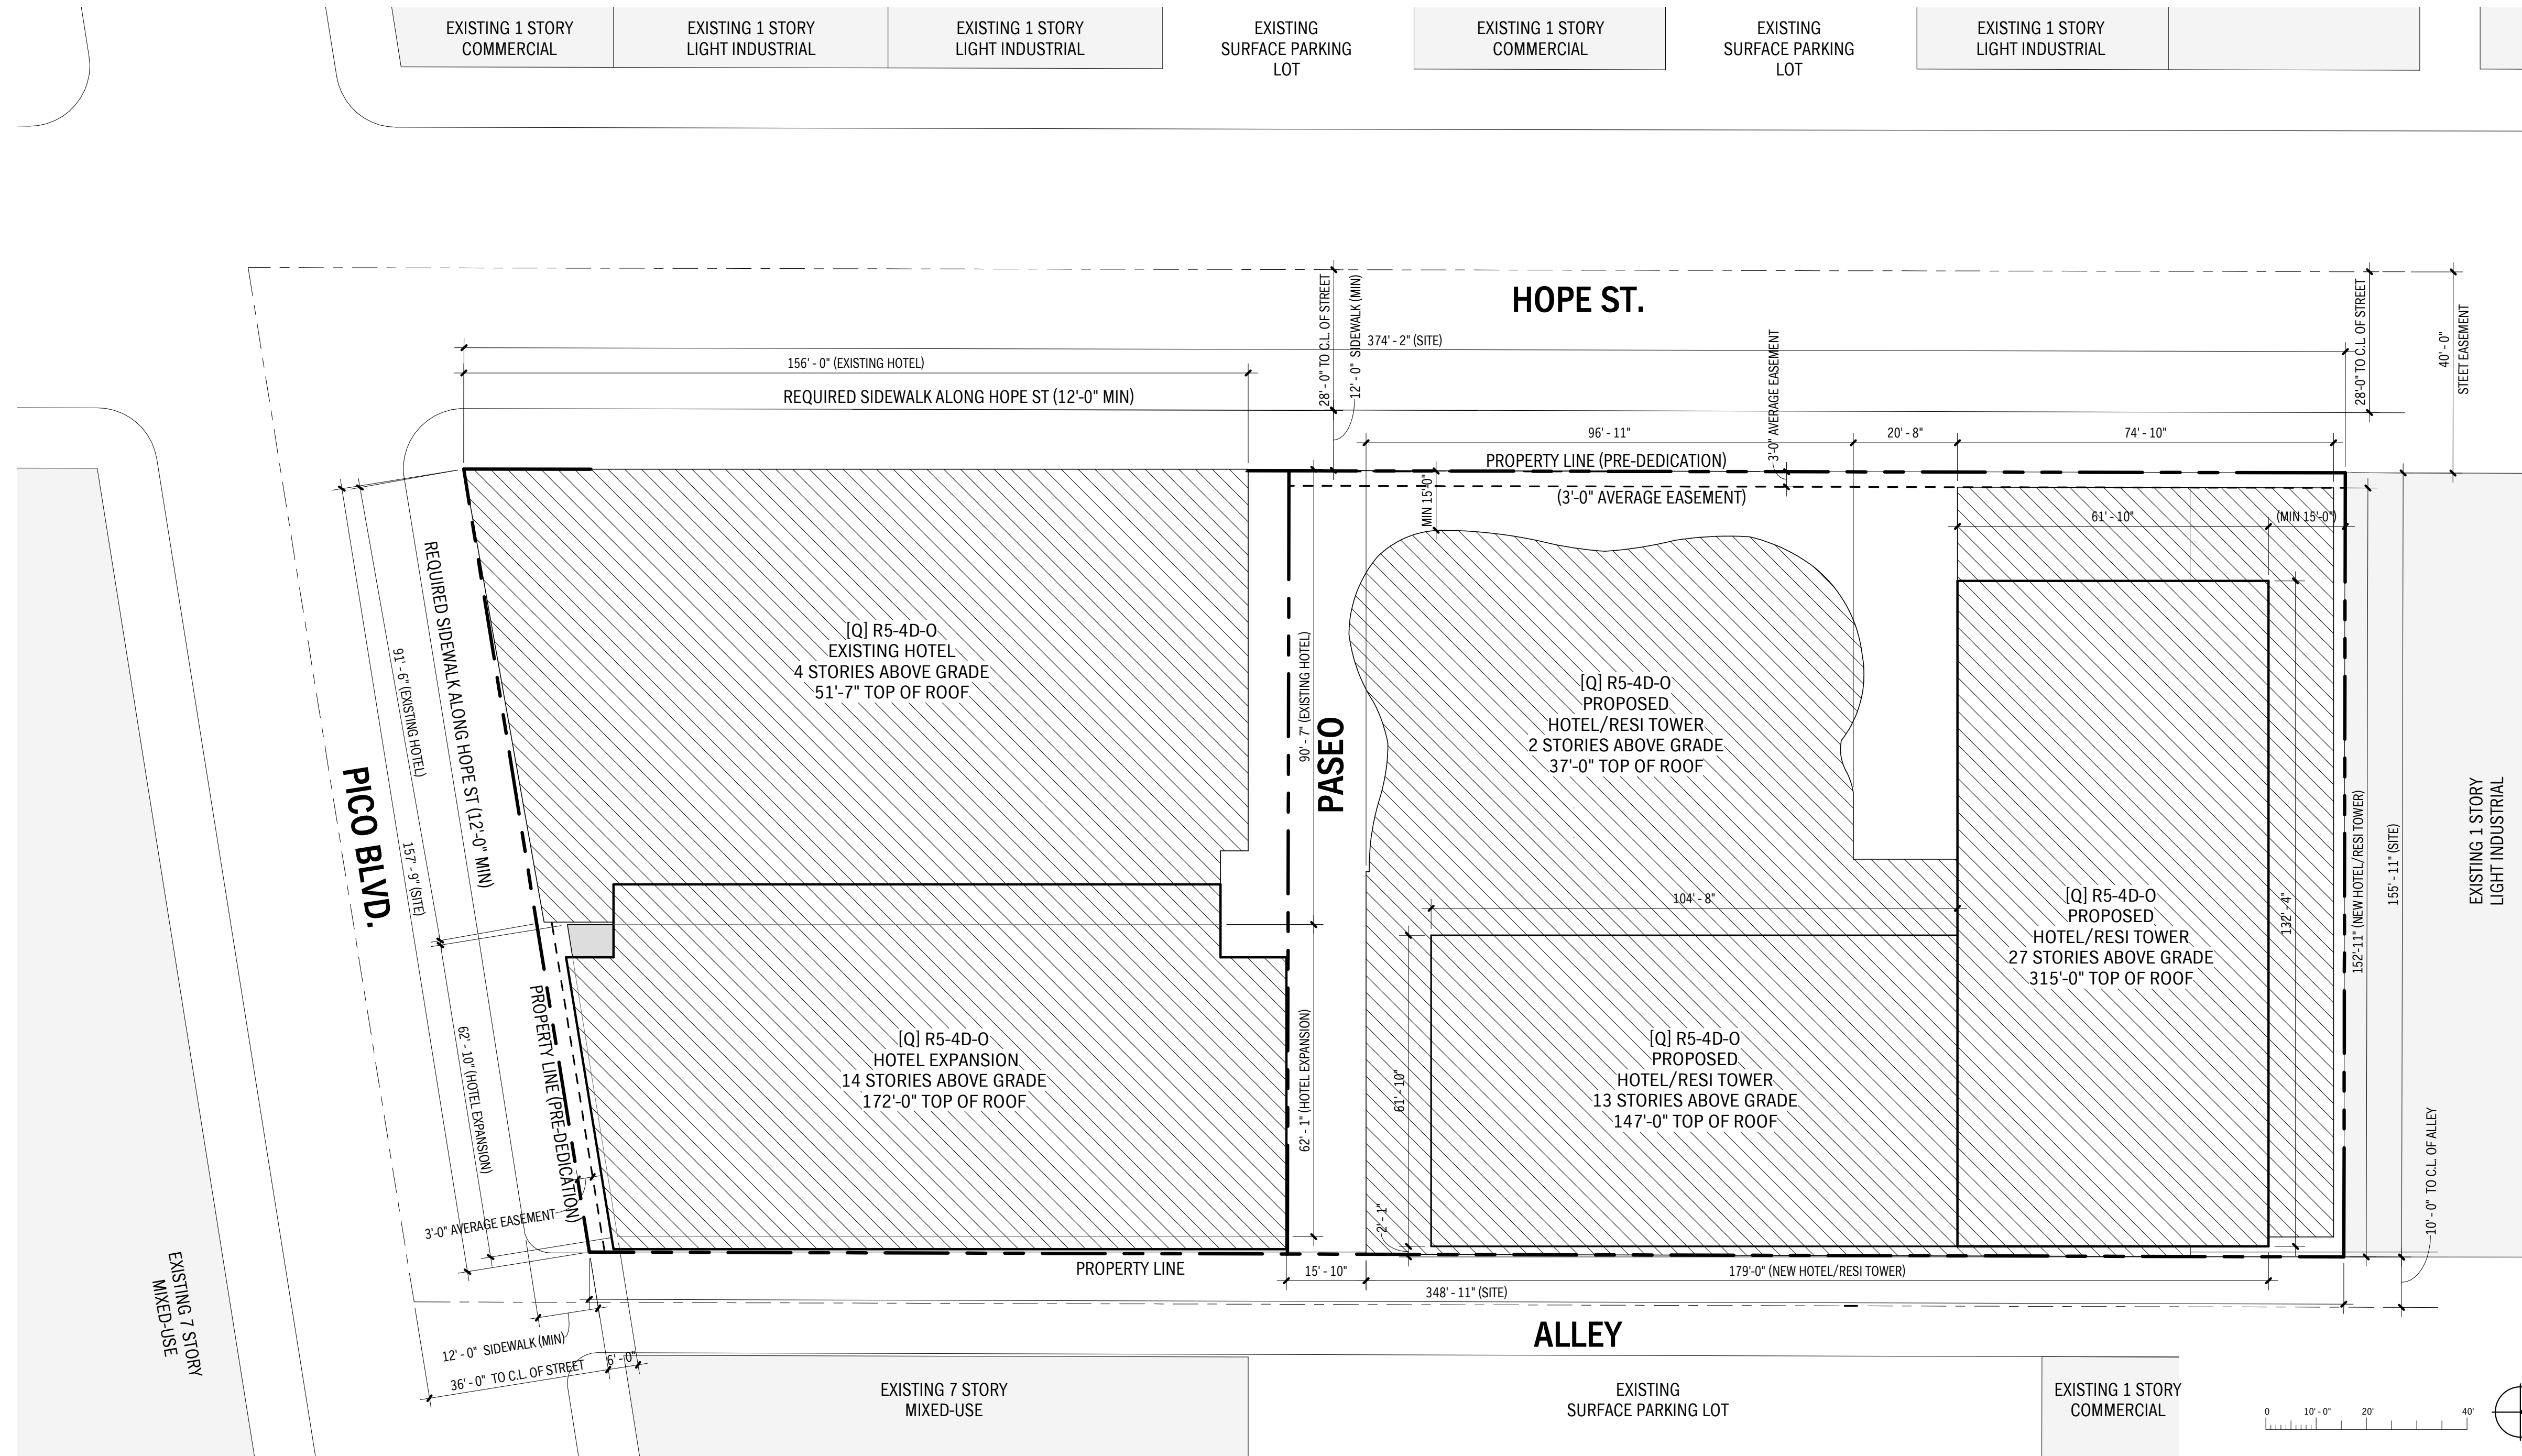 EXISTING 1 STORY
COMMERCIAL
EXISTING 1 STORY
LIGHT INDUSTRIAL
EXISTING 1 STORY
LIGHT INDUSTRIAL
EXISTING
SURFACE PARKING
LOT
EXISTING 1 STORY
COMMERCIAL
EXISTING
SURFACE PARKING
LOT
EXISTING 1 STORY
LIGHT INDUSTRIAL
HOPE ST.
28' - 0" TO C.L. OF STREET
12' - 0" SIDEWALK (MIN)
374' - 2" (SITE)
156' - 0" (EXISTING HOTEL)
REQUIRED SIDEWALK ALONG HOPE ST (12'-0" MIN)
3'-0" AVERAGE EASEMENT
28'-0" TO C.L. OF STREET
40' - 0"
STEET EASEMENT
96' - 11"
20' - 8"
74' - 10"
PROPERTY LINE (PRE-DEDICATION)
(3'-0" AVERAGE EASEMENT)
MIN 15'-0"
61' - 10"
(MIN 15'-0")
REQUIRED SIDEWALK ALONG HOPE ST (12'-0" MIN)
91' - 6" (EXISTING HOTEL)
157' - 9" (SITE)
PICO BLVD.
[Q] R5-4D-O
EXISTING HOTEL
4 STORIES ABOVE GRADE
51'-7" TOP OF ROOF
90' - 7" (EXISTING HOTEL)
PASEO
[Q] R5-4D-O
PROPOSED
HOTEL/RESI TOWER
2 STORIES ABOVE GRADE
37'-0" TOP OF ROOF
104' - 8"
[Q] R5-4D-O
PROPOSED
HOTEL/RESI TOWER
27 STORIES ABOVE GRADE
315'-0" TOP OF ROOF
132' - 4"
152'-11" (NEW HOTEL/RESI TOWER)
155' - 11" (SITE)
EXISTING 1 STORY
LIGHT INDUSTRIAL
62' - 10" (HOTEL EXPANSION)
PROPERTY LINE (PRE-DEDICATION)
[Q] R5-4D-O
HOTEL EXPANSION
14 STORIES ABOVE GRADE
172'-0" TOP OF ROOF
62' - 1" (HOTEL EXPANSION)
61' - 10"
[Q] R5-4D-O
PROPOSED
HOTEL/RESI TOWER
13 STORIES ABOVE GRADE
147'-0" TOP OF ROOF
2' - 1"
10' - 0" TO C.L. OF ALLEY
3'-0" AVERAGE EASEMENT
PROPERTY LINE
15' - 10"
179'-0" (NEW HOTEL/RESI TOWER)
348' - 11" (SITE)
ALLEY
12' - 0" SIDEWALK (MIN)
36' - 0" TO C.L. OF STREET
6' - 0"
EXISTING 7 STORY
MIXED-USE
EXISTING 7 STORY
MIXED-USE
EXISTING
SURFACE PARKING LOT
EXISTING 1 STORY
COMMERCIAL
0 10' - 0" 20' 40'